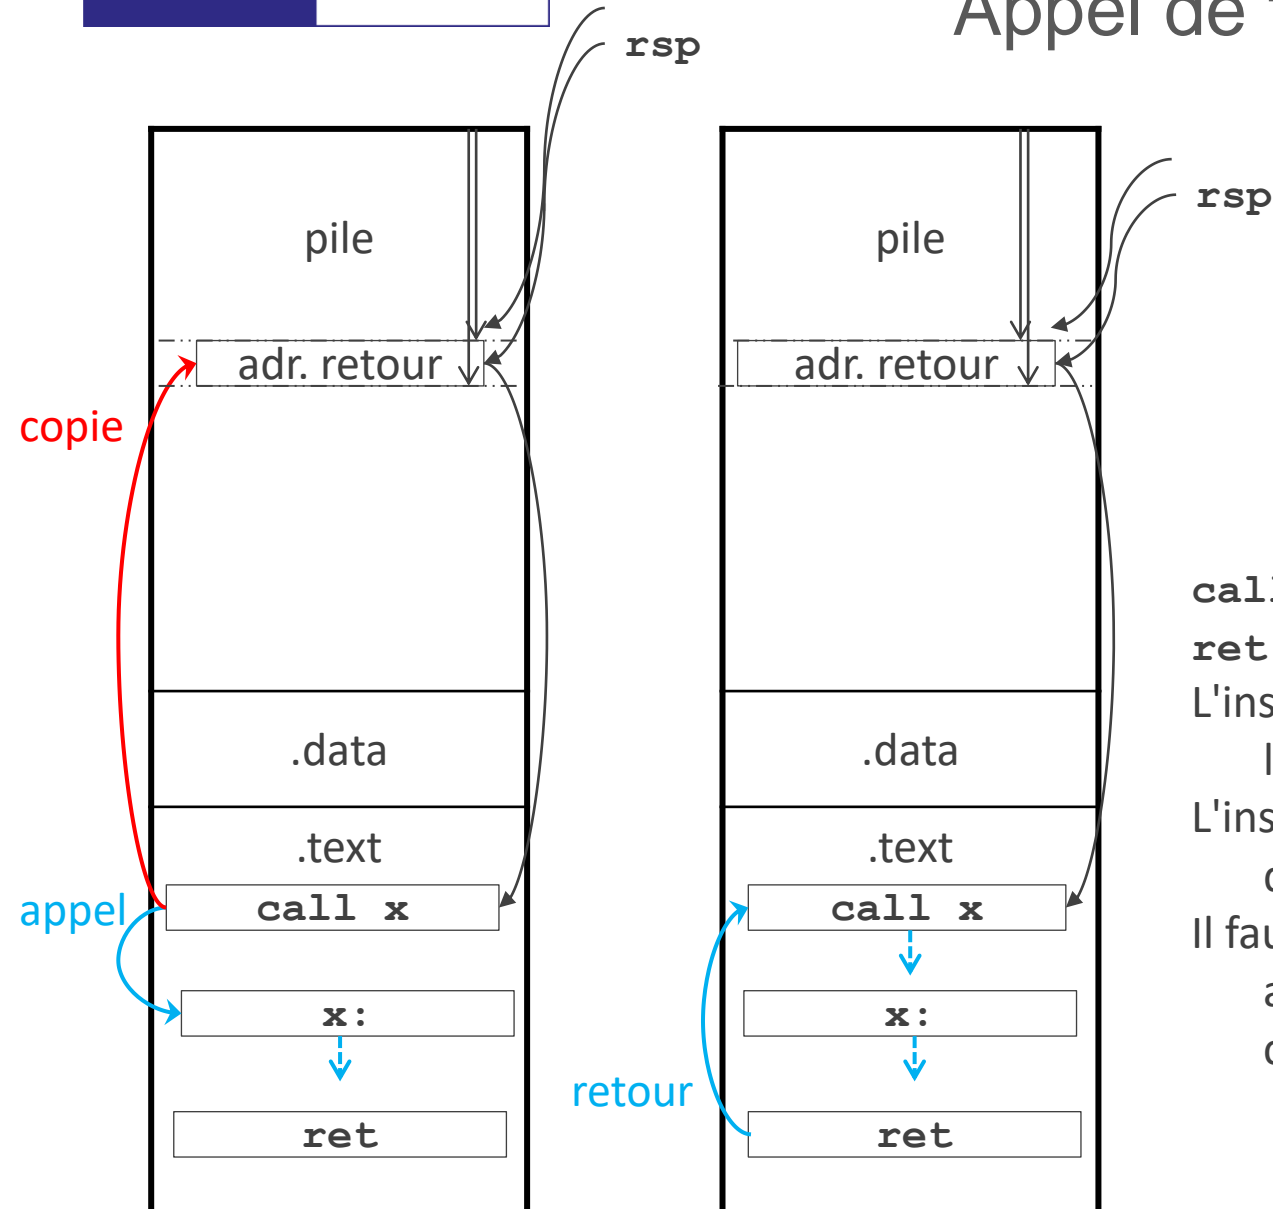 Appel de
rsp
pile
adr. retour
copie
.data
.text
appel
call x
x:
ret
rsp
pile
adr. retour
.data
.text
call x
x:
retour
ret
call
ret
L'ins
l
L'ins
Il fau
a